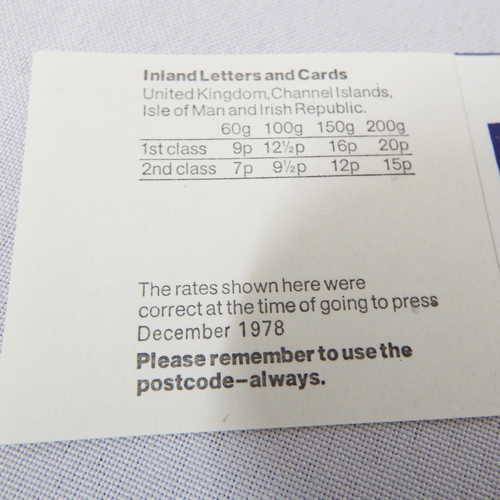 Inland Letters and Cards
United Kingdom, Channel Islands,
Isle of Man and Irish Republic.
60g 100g 150g 200g
1st class 9p 12½p 16p 20p
2nd class 7p 9½p 12p 15p
The rates shown here were
correct at the time of going to press
December 1978
Please remember to use the
postcode–always.